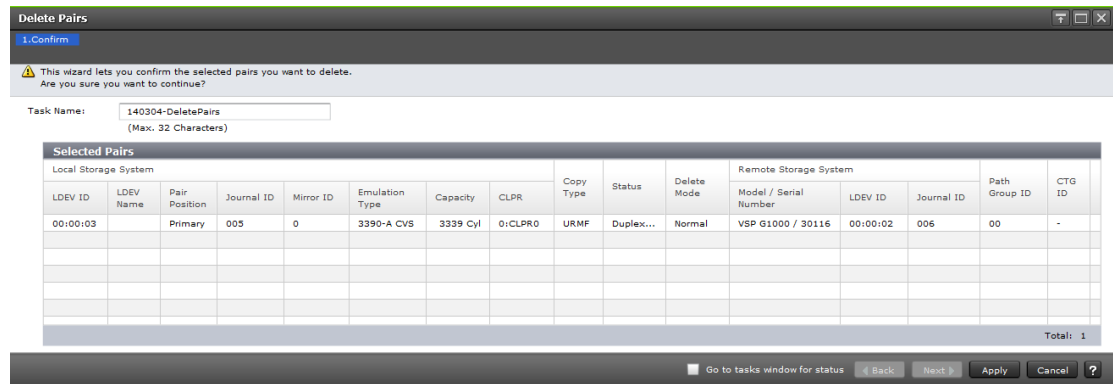 Delete Pairs
1.Confirm
This wizard lets you confirm the selected pairs you want to delete.
Are you sure you want to continue?
Task Name: 140304-DeletePairs
(Max. 32 Characters)
Selected Pairs
Local Storage System Copy Type Status Delete Mode Remote Storage System Path Group ID CTG ID
LDEV ID LDEV Name Pair Position Journal ID Mirror ID Emulation Type Capacity CLPR Model / Serial Number LDEV ID Journal ID
00:00:03 Primary 005 0 3390-A CVS 3339 Cyl 0:CLPR0 URMF Duplex... Normal VSP G1000 / 30116 00:00:02 006 00 -
Total: 1
Go to tasks window for status Back Next Apply Cancel ?